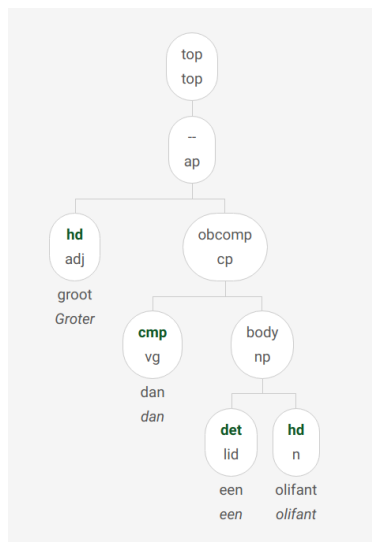 top
top
--
ap
hd
adj
groot
Groter
obcomp
cp
cmp
vg
dan
dan
body
np
det
lid
een
een
hd
n
olifant
olifant